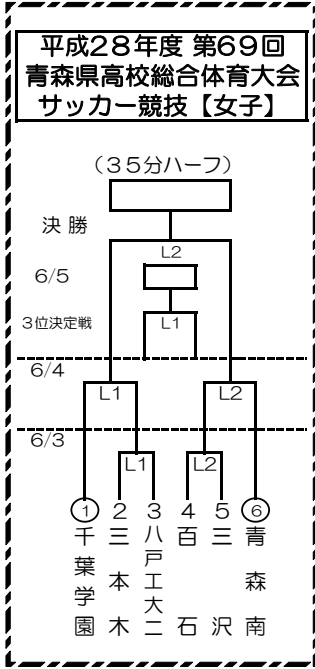 平成28年度 第69回
青森県高校総合体育大会
サッカー競技【女子】
(35分ハーフ)
決 勝
L2
6/5
3位決定戦
L1
6/4
L1
L2
6/3
L1
L2
① 2 3 4 5 ⑥
千葉学園
三本木
八戸工大二
百石
三沢
青森南